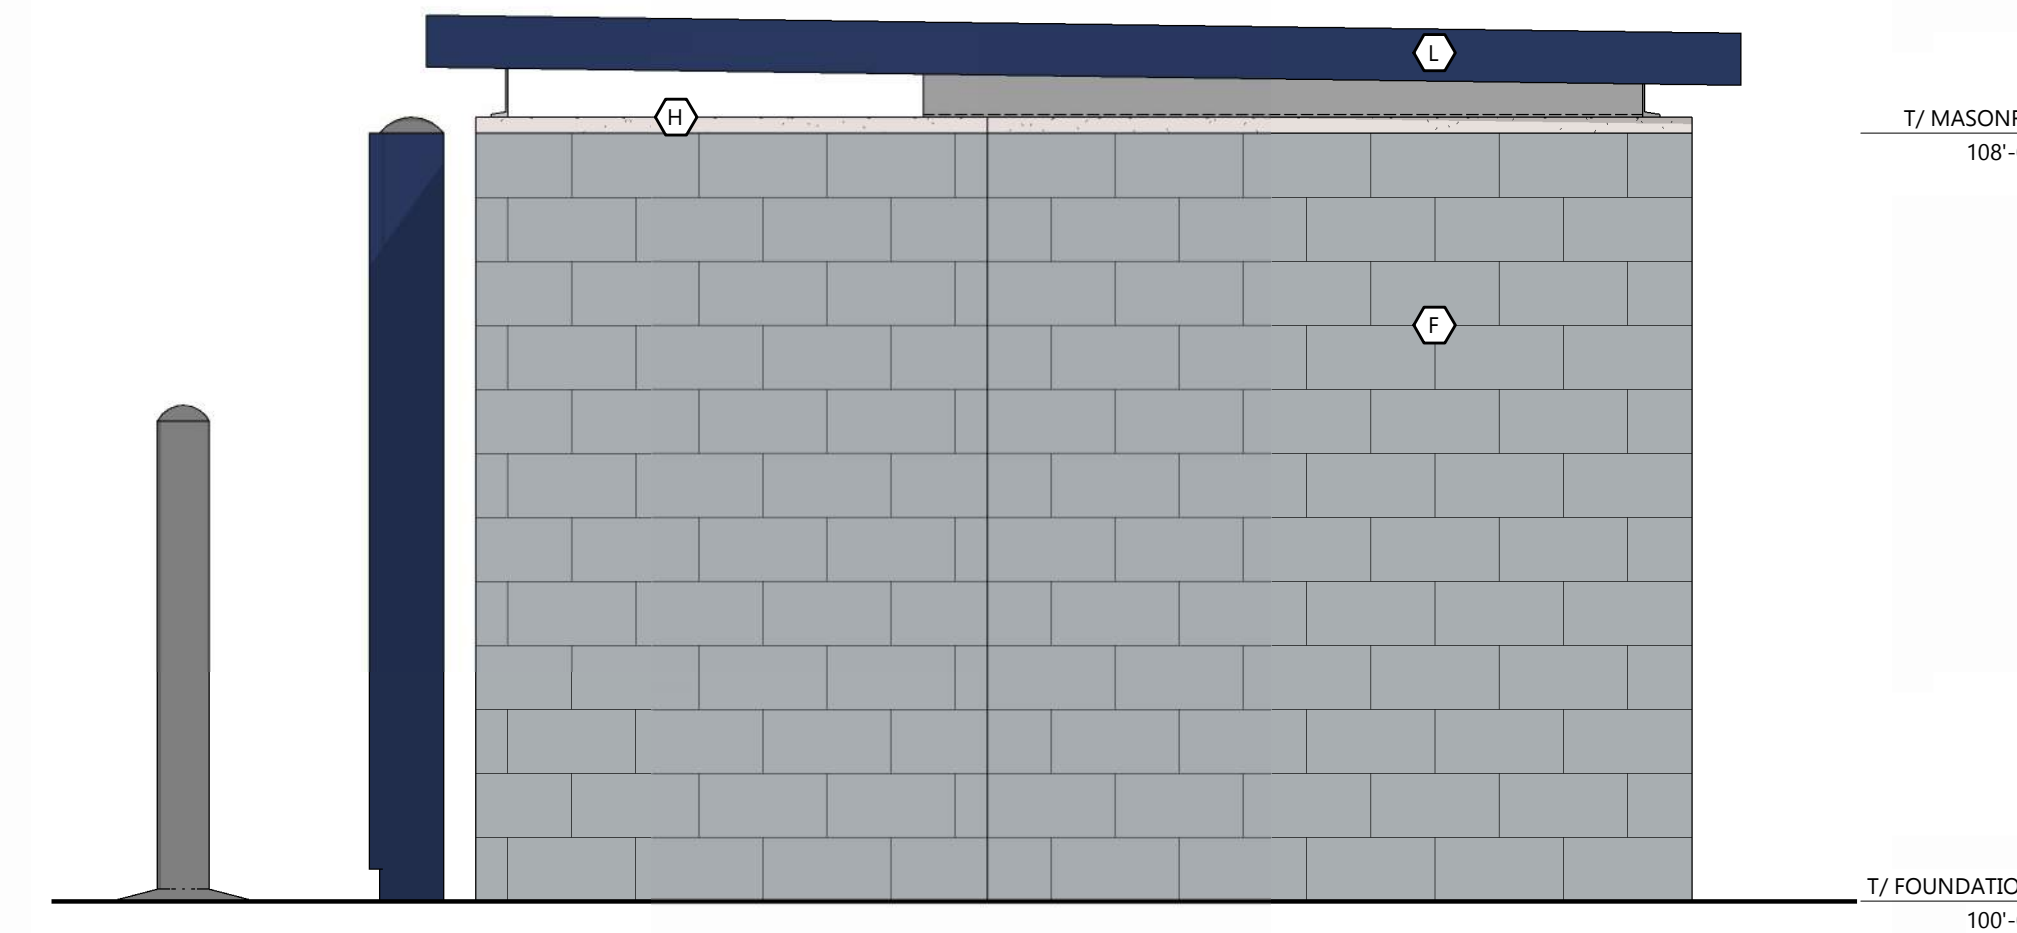 L
H
T/ MASONR
108'-
F
T/ FOUNDATIO
100'-